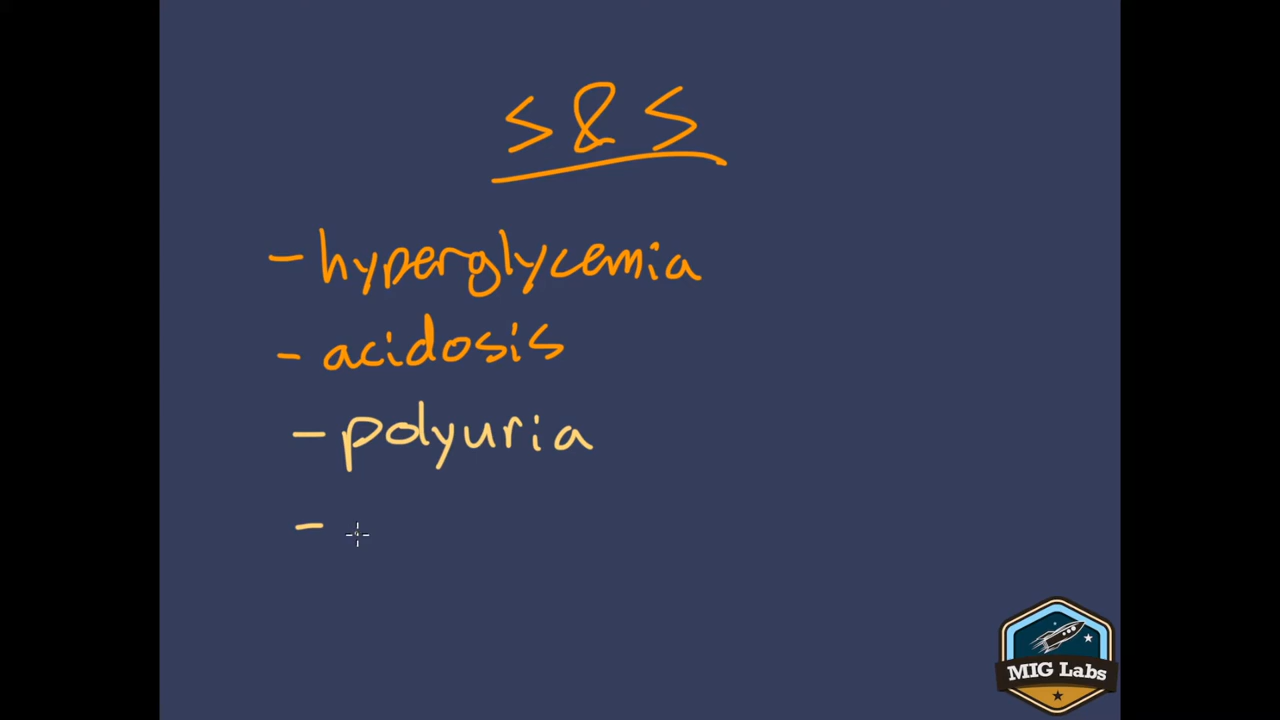 S & S
- hyperglycemia
- acidosis
- polyuria
-
MIG Labs